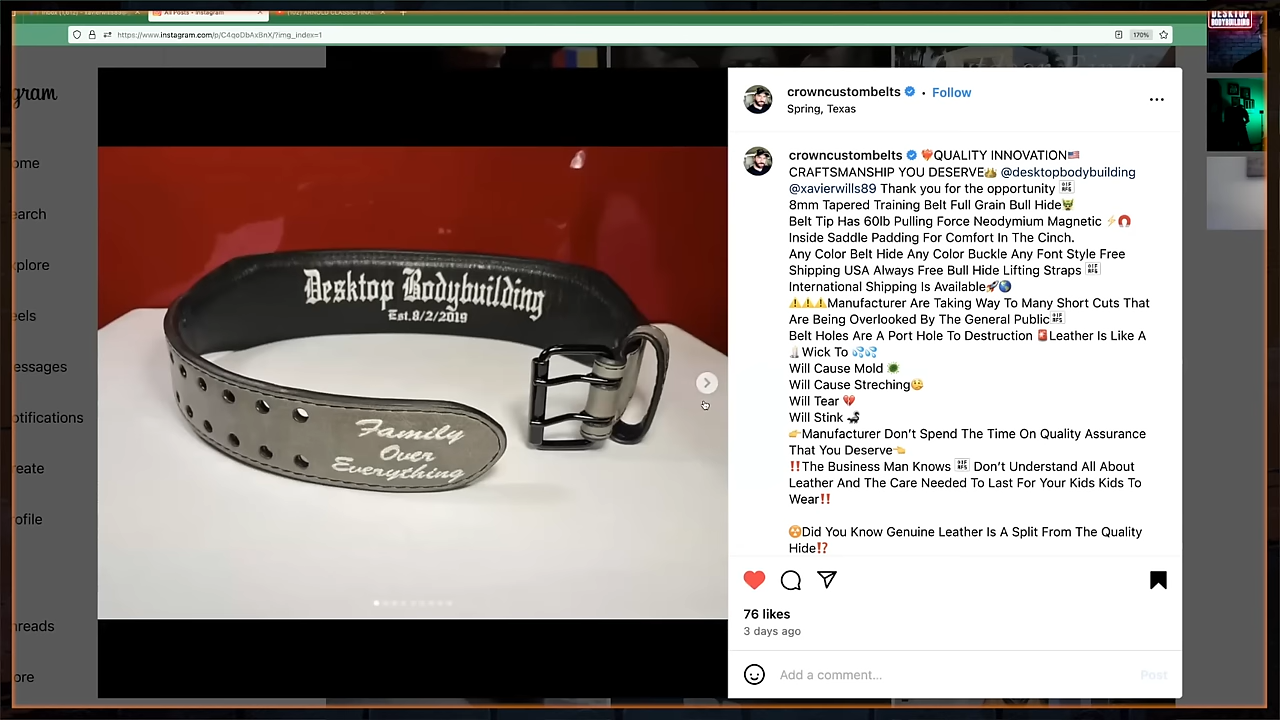 All Posts • Instagram
https://www.instagram.com/p/C4qoDbAxBnX/?img_index=1
170%
DESKTOP
BODYBUILDING
gram
ome
earch
xplore
eels
essages
otifications
reate
ofile
hreads
ore
Desktop Bodybuilding
Est.8/2/2019
Family
Over
Everything
crowncustombelts • Follow
Spring, Texas
crowncustombelts ❤️‍🔥QUALITY INNOVATION🇺🇸
CRAFTSMANSHIP YOU DESERVE👍 @desktopbodybuilding
@xavierwills89 Thank you for the opportunity
8mm Tapered Training Belt Full Grain Bull Hide
Belt Tip Has 60lb Pulling Force Neodymium Magnetic ⚡🧲
Inside Saddle Padding For Comfort In The Cinch.
Any Color Belt Hide Any Color Buckle Any Font Style Free
Shipping USA Always Free Bull Hide Lifting Straps
International Shipping Is Available🚀🌎
⚠️⚠️⚠️Manufacturer Are Taking Way To Many Short Cuts That
Are Being Overlooked By The General Public
Belt Holes Are A Port Hole To Destruction 🚨Leather Is Like A
Wick To 💦💦
Will Cause Mold
Will Cause Streching
Will Tear 💔
Will Stink 🦨
👉Manufacturer Don't Spend The Time On Quality Assurance
That You Deserve👈
‼️The Business Man Knows Don't Understand All About
Leather And The Care Needed To Last For Your Kids Kids To
Wear‼️
Did You Know Genuine Leather Is A Split From The Quality
Hide⁉️
76 likes
3 days ago
Add a comment...
Post